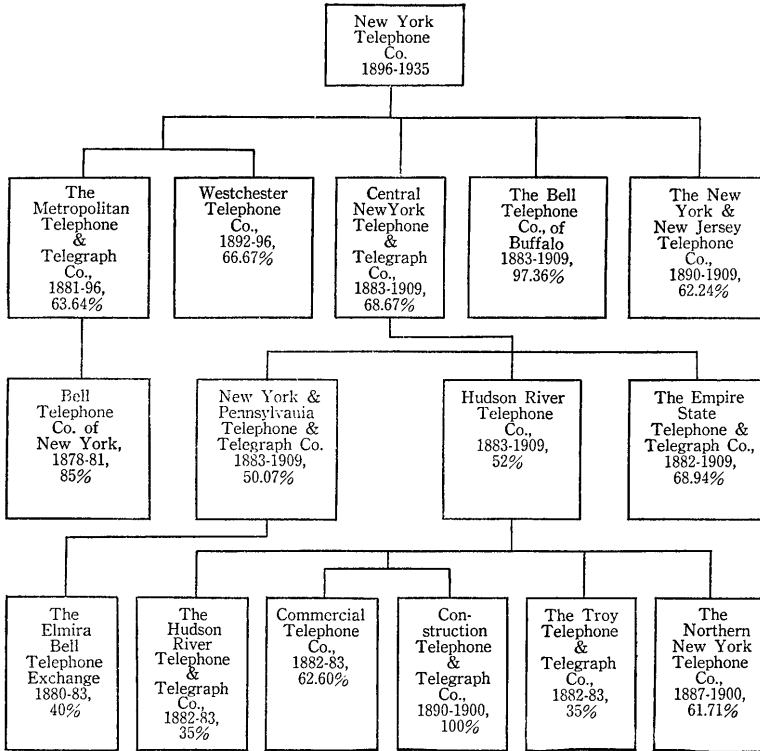 New York
Telephone
Co.
1896-1935
The
Metropolitan
Telephone
&
Telegraph
Co.,
1881-96,
63.64%
Westchester
Telephone
Co.,
1892-96,
66.67%
Central
NewYork
Telephone
&
Telegraph
Co.,
1883-1909,
68.67%
The Bell
Telephone
Co., of
Buffalo
1883-1909,
97.36%
The New
York &
New Jersey
Telephone
Co.,
1890-1909,
62.24%
Bell
Telephone
Co. of
New York,
1878-81,
85%
New York &
Pennsylvania
Telephone &
Telegraph Co.
1883-1909,
50.07%
Hudson River
Telephone
Co.,
1883-1909,
52%
The Empire
State
Telephone &
Telegraph Co.,
1882-1909,
68.94%
The
Elmira
Bell
Telephone
Exchange
1880-83,
40%
The
Hudson
River
Telephone
&
Telegraph
Co.,
1882-83,
35%
Commercial
Telephone
Co.,
1882-83,
62.60%
Con-
struction
Telephone
&
Telegraph
Co.,
1890-1900,
100%
The Troy
Telephone
&
Telegraph
Co.,
1882-83,
35%
The
Northern
New York
Telephone
Co.,
1887-1900,
61.71%